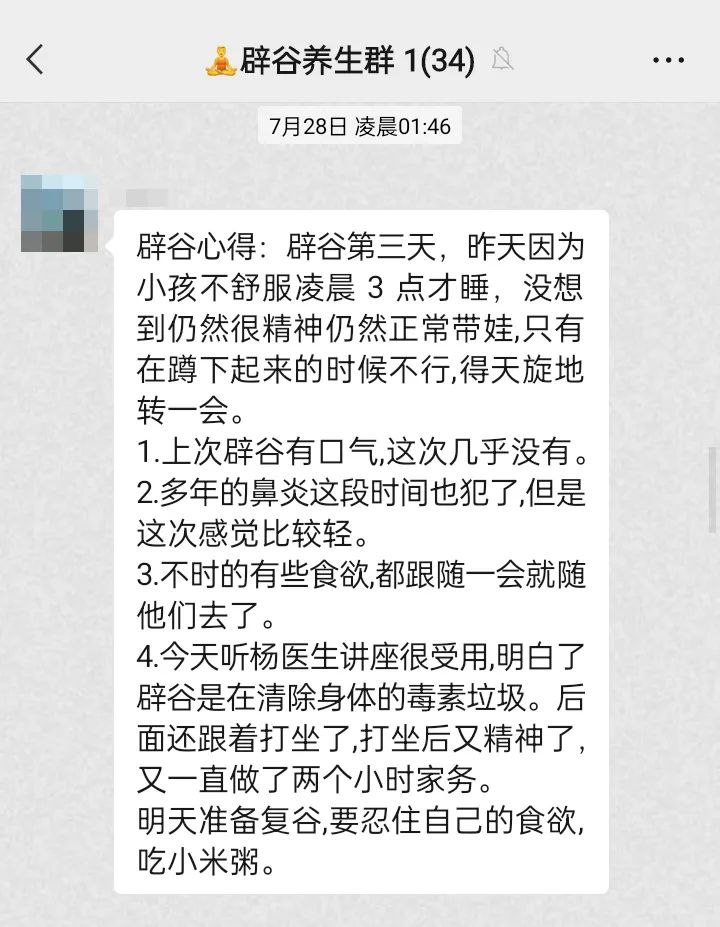 辟谷养生群 1(34)
7月28日 凌晨01:46
辟谷心得：辟谷第三天，昨天因为
小孩不舒服凌晨 3 点才睡，没想
到仍然很精神仍然正常带娃,只有
在蹲下起来的时候不行,得天旋地
转一会。
1.上次辟谷有口气,这次几乎没有。
2.多年的鼻炎这段时间也犯了,但是
这次感觉比较轻。
3.不时的有些食欲,都跟随一会就随
他们去了。
4.今天听杨医生讲座很受用,明白了
辟谷是在清除身体的毒素垃圾。后
面还跟着打坐了,打坐后又精神了,
又一直做了两个小时家务。
明天准备复谷,要忍住自己的食欲,
吃小米粥。